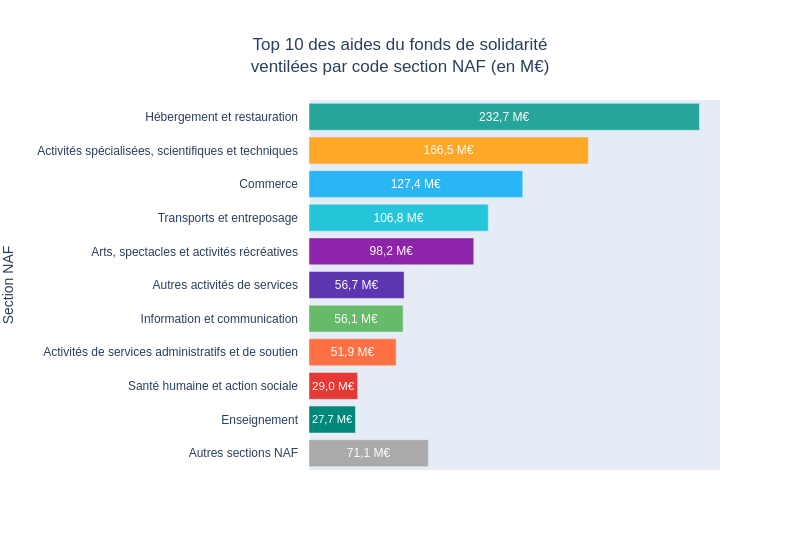 Top 10 des aides du fonds de solidarité
ventilées par code section NAF (en M€)
Section NAF
Hébergement et restauration 232,7 M€
Activités spécialisées, scientifiques et techniques 166,5 M€
Commerce 127,4 M€
Transports et entreposage 106,8 M€
Arts, spectacles et activités récréatives 98,2 M€
Autres activités de services 56,7 M€
Information et communication 56,1 M€
Activités de services administratifs et de soutien 51,9 M€
Santé humaine et action sociale 29,0 M€
Enseignement 27,7 M€
Autres sections NAF 71,1 M€